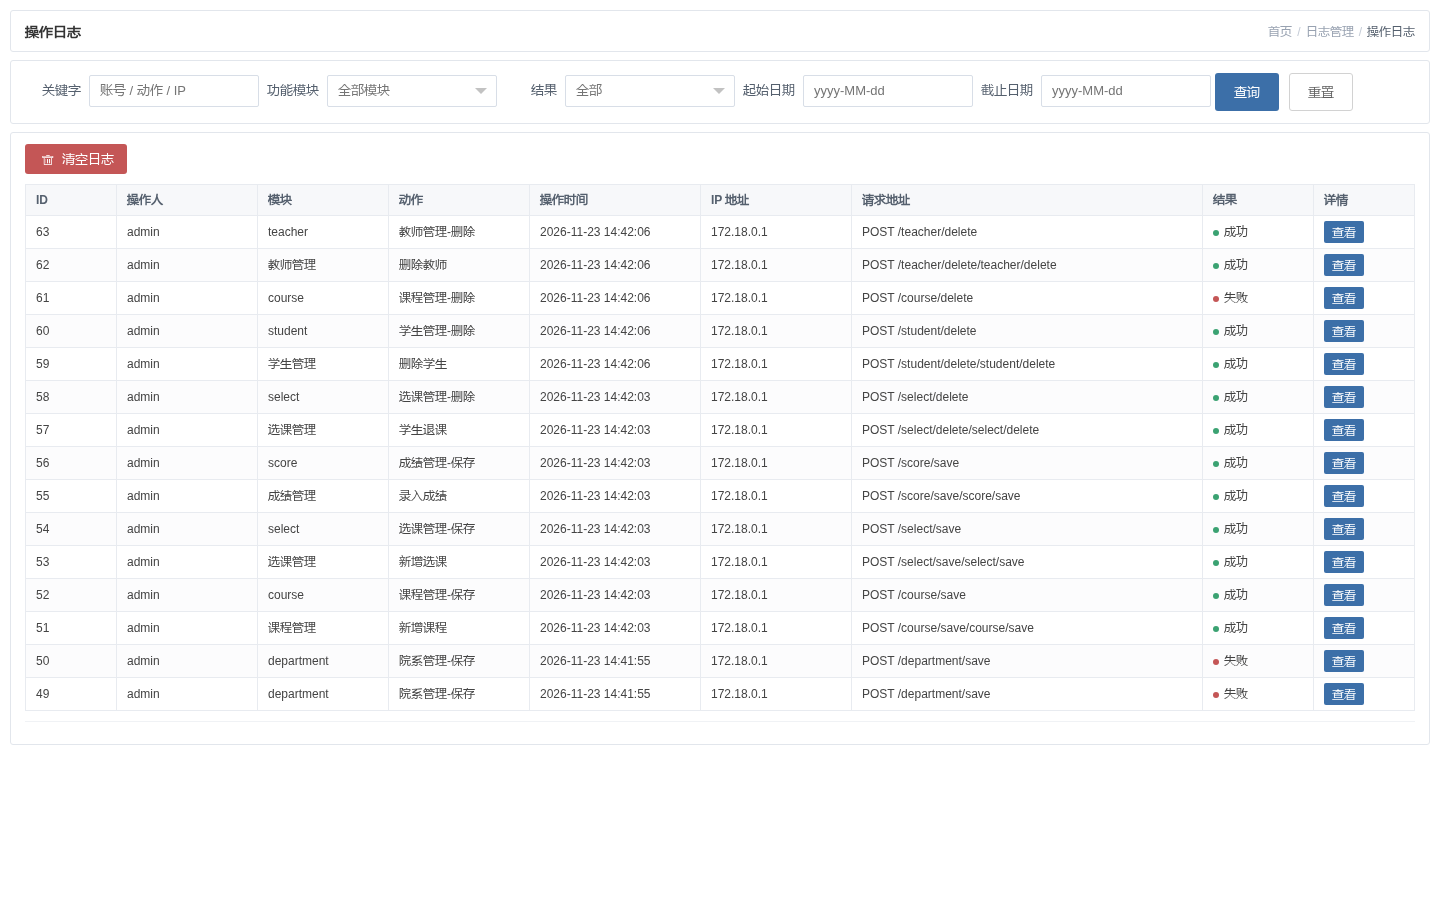 操作日志
首页 / 日志管理 / 操作日志
关键字 账号 / 动作 / IP 功能模块 全部模块 结果 全部 起始日期 yyyy-MM-dd 截止日期 yyyy-MM-dd 查询 重置
清空日志
ID 操作人 模块 动作 操作时间 IP 地址 请求地址 结果 详情
63 admin teacher 教师管理-删除 2026-11-23 14:42:06 172.18.0.1 POST /teacher/delete 成功 查看
62 admin 教师管理 删除教师 2026-11-23 14:42:06 172.18.0.1 POST /teacher/delete/teacher/delete 成功 查看
61 admin course 课程管理-删除 2026-11-23 14:42:06 172.18.0.1 POST /course/delete 失败 查看
60 admin student 学生管理-删除 2026-11-23 14:42:06 172.18.0.1 POST /student/delete 成功 查看
59 admin 学生管理 删除学生 2026-11-23 14:42:06 172.18.0.1 POST /student/delete/student/delete 成功 查看
58 admin select 选课管理-删除 2026-11-23 14:42:03 172.18.0.1 POST /select/delete 成功 查看
57 admin 选课管理 学生退课 2026-11-23 14:42:03 172.18.0.1 POST /select/delete/select/delete 成功 查看
56 admin score 成绩管理-保存 2026-11-23 14:42:03 172.18.0.1 POST /score/save 成功 查看
55 admin 成绩管理 录入成绩 2026-11-23 14:42:03 172.18.0.1 POST /score/save/score/save 成功 查看
54 admin select 选课管理-保存 2026-11-23 14:42:03 172.18.0.1 POST /select/save 成功 查看
53 admin 选课管理 新增选课 2026-11-23 14:42:03 172.18.0.1 POST /select/save/select/save 成功 查看
52 admin course 课程管理-保存 2026-11-23 14:42:03 172.18.0.1 POST /course/save 成功 查看
51 admin 课程管理 新增课程 2026-11-23 14:42:03 172.18.0.1 POST /course/save/course/save 成功 查看
50 admin department 院系管理-保存 2026-11-23 14:41:55 172.18.0.1 POST /department/save 失败 查看
49 admin department 院系管理-保存 2026-11-23 14:41:55 172.18.0.1 POST /department/save 失败 查看